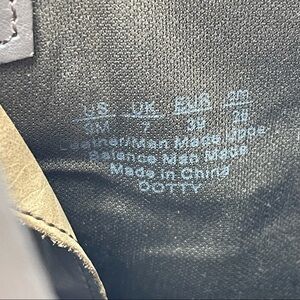 US UK EUR cm
9M 7 39 26
Leather/Man Made Upper
Balance Man Made
Made in China
DOTTY